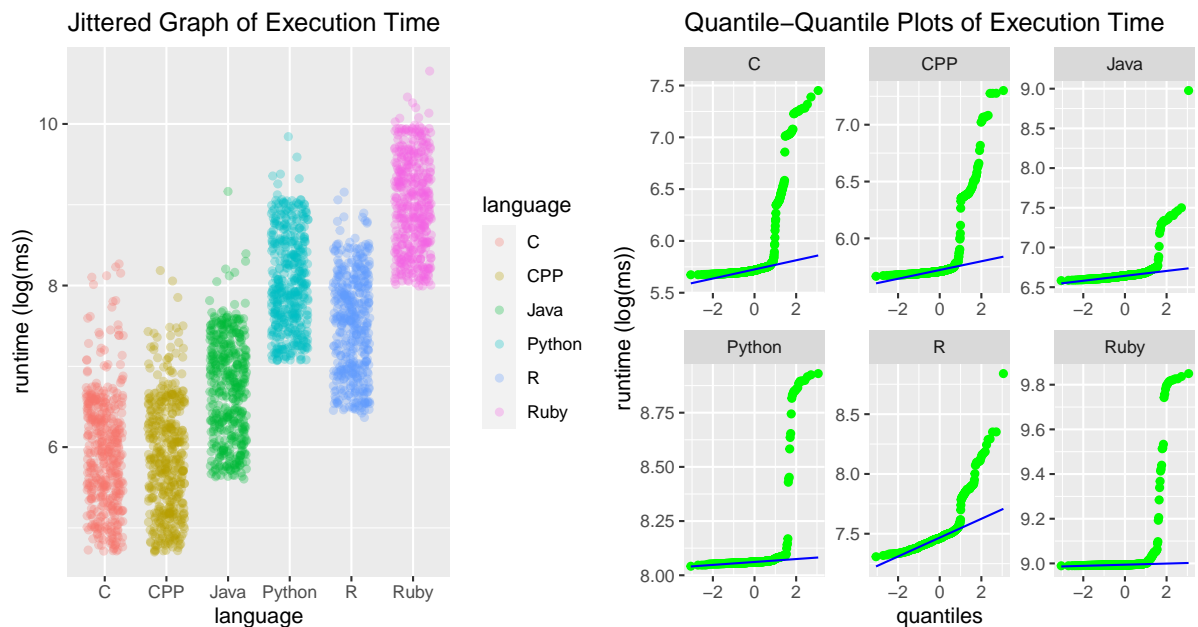 Jittered Graph of Execution Time
10
8
6
runtime (log(ms))
C
CPP
Java
Python
R
Ruby
language
language
C
CPP
Java
Python
R
Ruby
Quantile−Quantile Plots of Execution Time
runtime (log(ms))
C
7.5
7.0
6.5
6.0
5.5
−2
0
2
CPP
7.0
6.5
6.0
−2
0
2
Java
9.0
8.5
8.0
7.5
7.0
6.5
−2
0
2
Python
8.75
8.50
8.25
8.00
−2
0
2
R
8.5
8.0
7.5
−2
0
2
Ruby
9.8
9.6
9.4
9.2
9.0
−2
0
2
quantiles